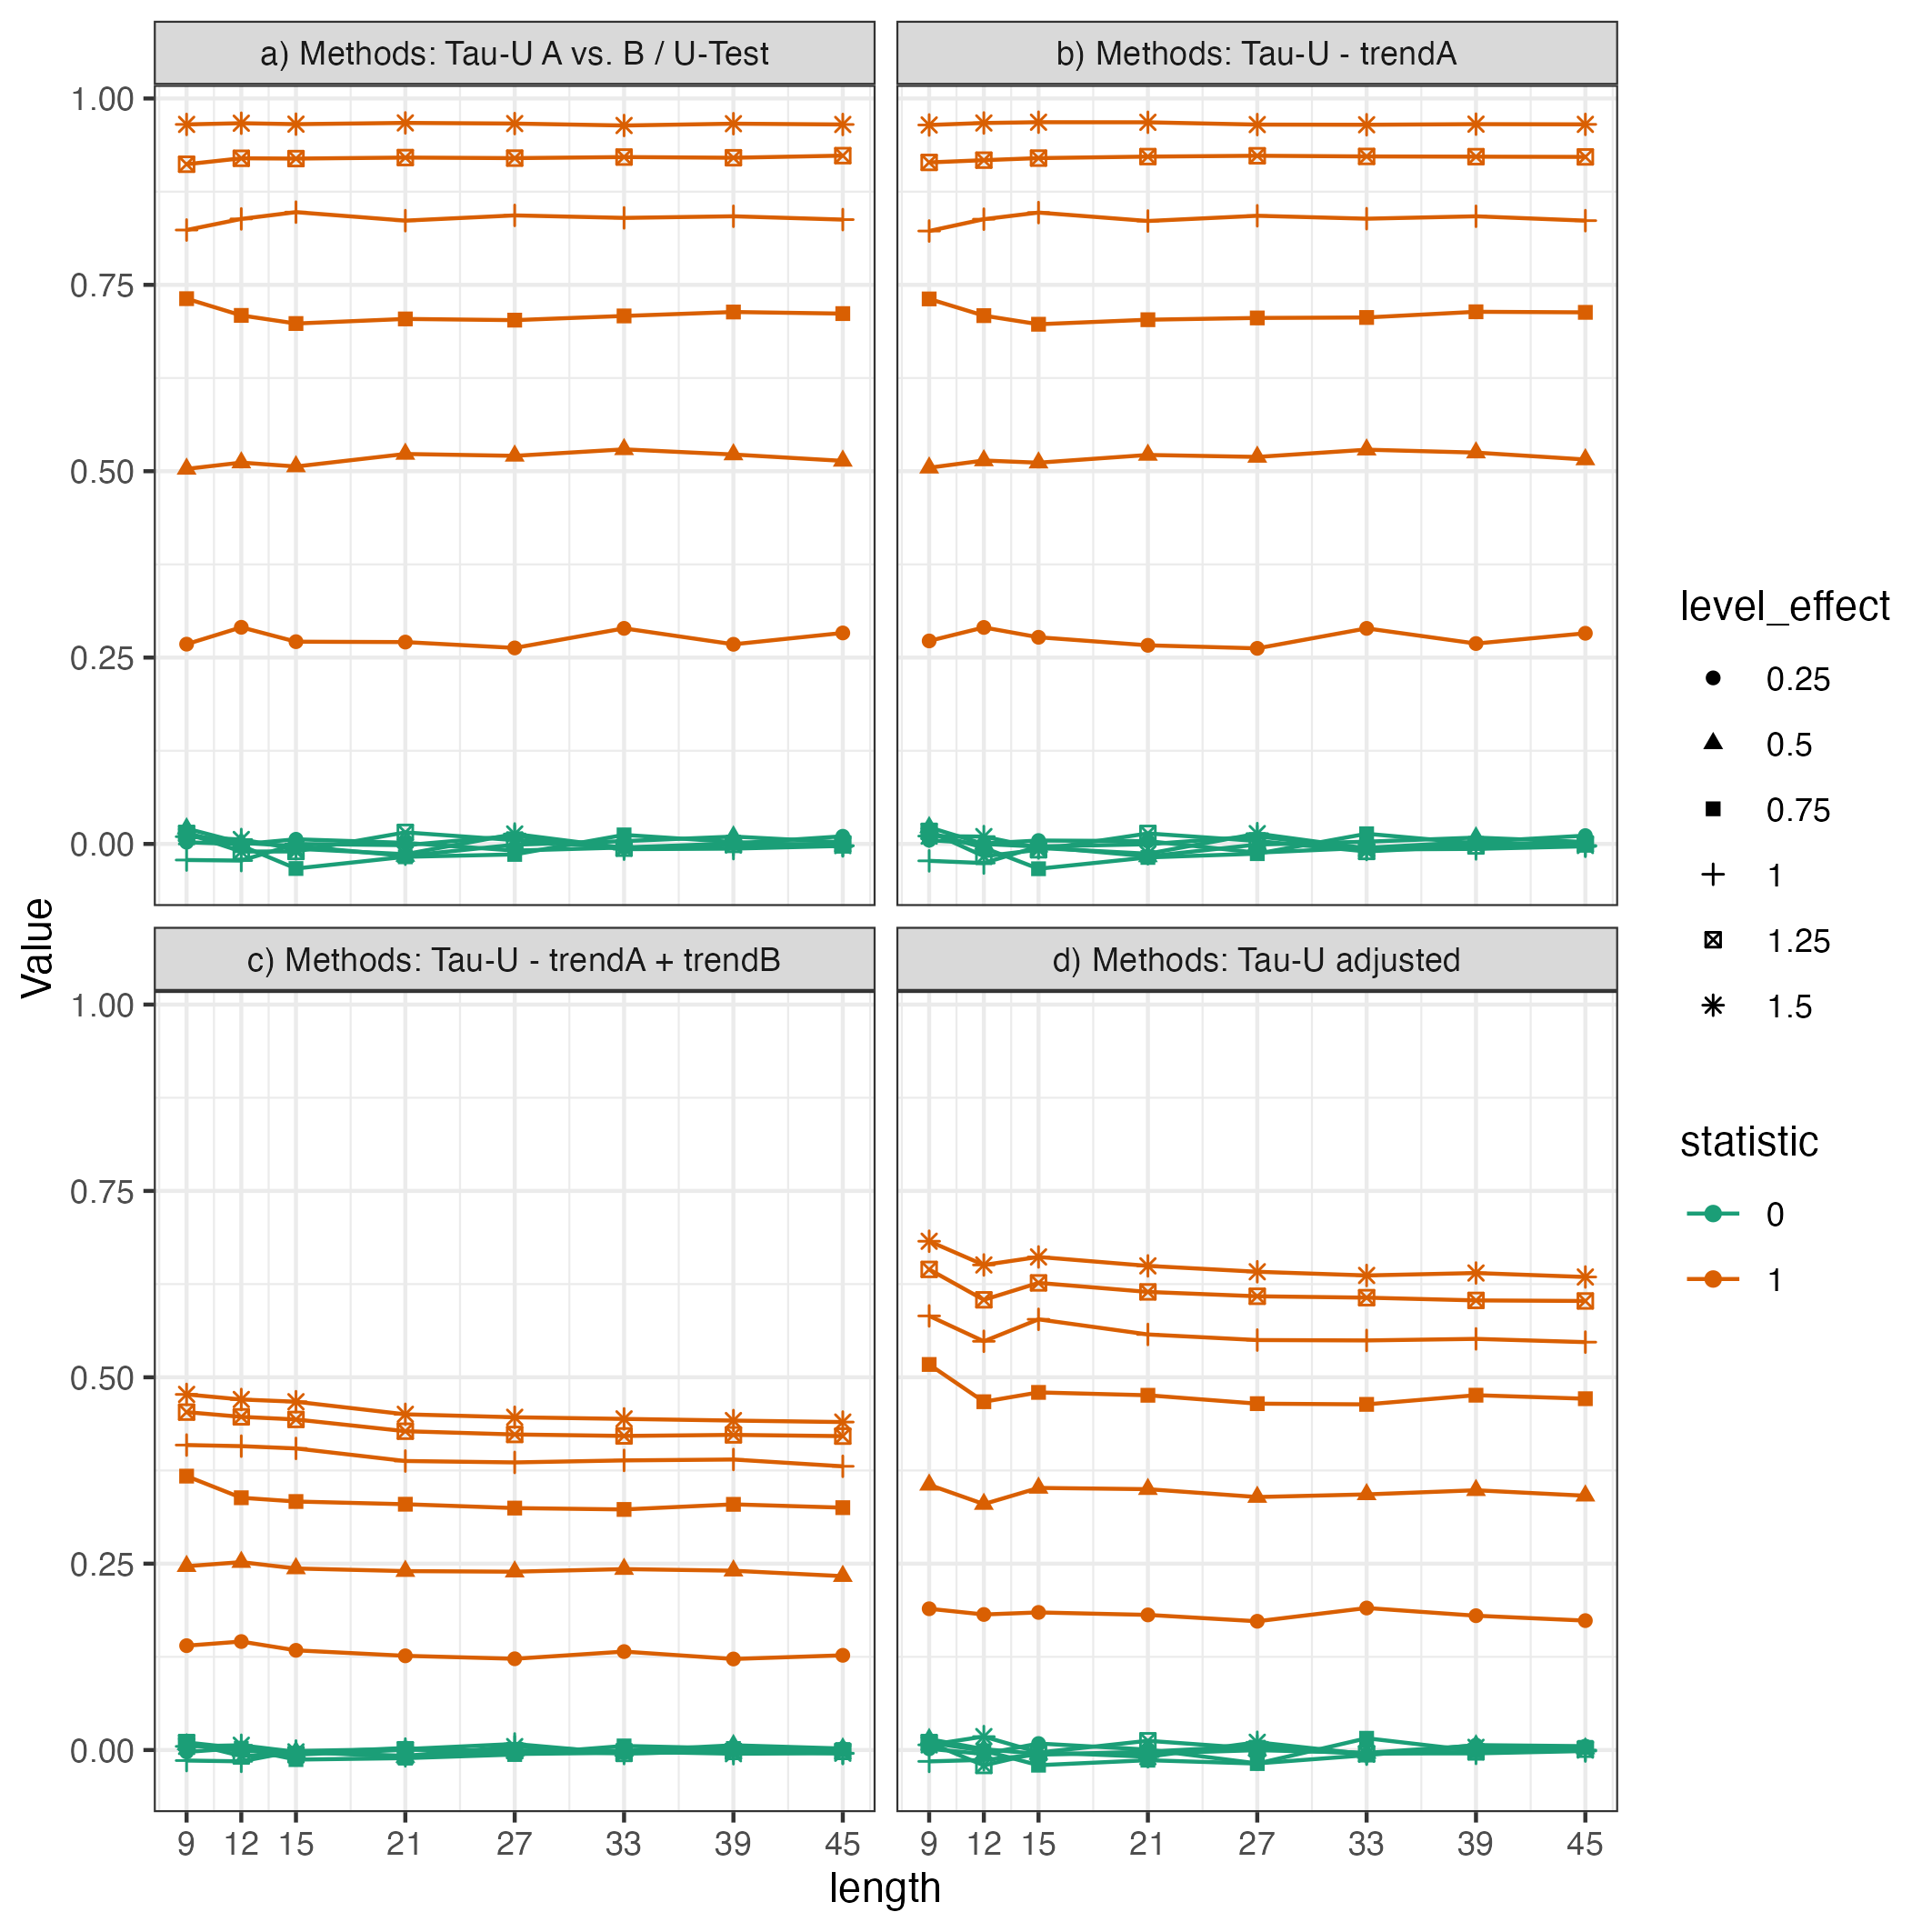 a) Methods: Tau-U A vs. B / U-Test
b) Methods: Tau-U - trendA
1.00
0.75
0.50
0.25
0.00
Value
c) Methods: Tau-U - trendA + trendB
d) Methods: Tau-U adjusted
1.00
0.75
0.50
0.25
0.00
9 12 15 21 27 33 39 45
9 12 15 21 27 33 39 45
length
level_effect
0.25
0.5
0.75
1
1.25
1.5
statistic
0
1